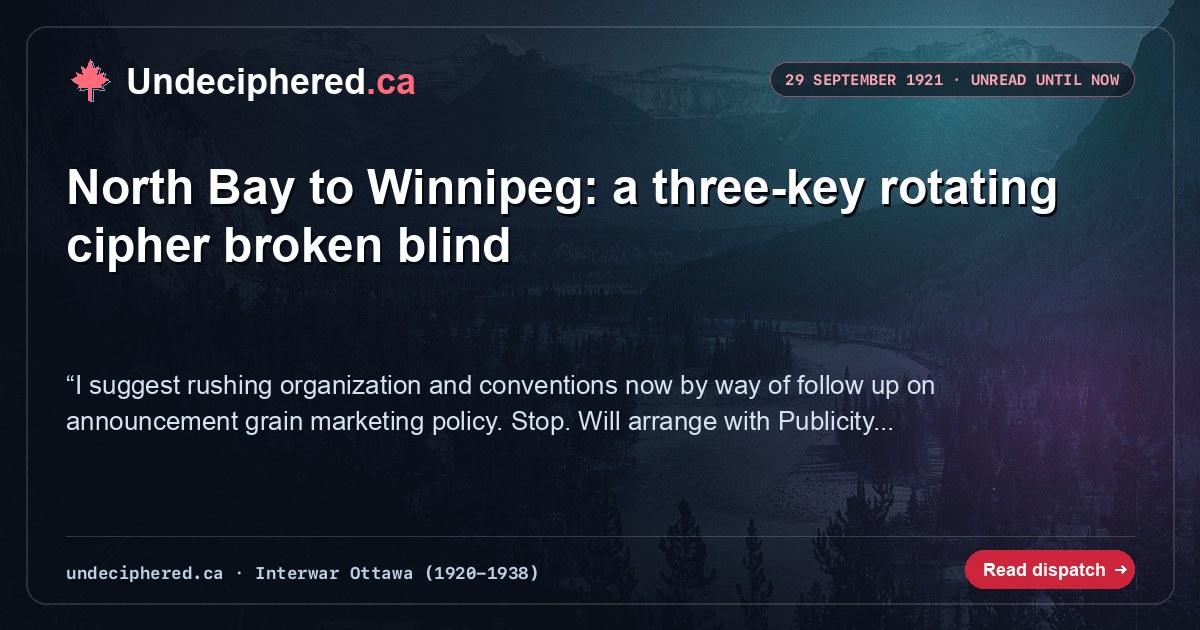 Undeciphered.ca
29 SEPTEMBER 1921 · UNREAD UNTIL NOW
North Bay to Winnipeg: a three-key rotating
cipher broken blind
“I suggest rushing organization and conventions now by way of follow up on
announcement grain marketing policy. Stop. Will arrange with Publicity...
undeciphered.ca · Interwar Ottawa (1920–1938)
Read dispatch →